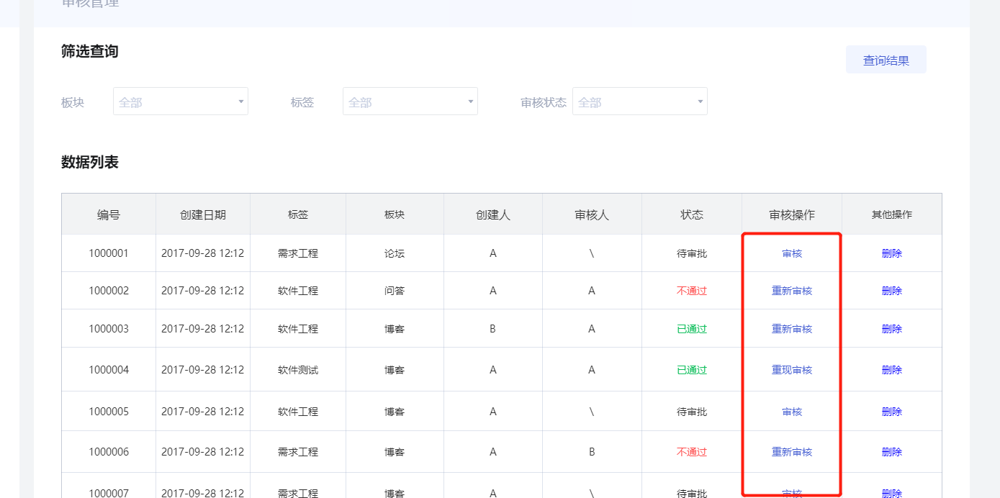 审核管理
筛选查询
查询结果
板块 全部 标签 全部 审核状态 全部
数据列表
编号 创建日期 标签 板块 创建人 审核人 状态 审核操作 其他操作
1000001 2017-09-28 12:12 需求工程 论坛 A \ 待审批 审核 删除
1000002 2017-09-28 12:12 软件工程 问答 A A 不通过 重新审核 删除
1000003 2017-09-28 12:12 软件工程 博客 B A 已通过 重新审核 删除
1000004 2017-09-28 12:12 软件测试 博客 A A 已通过 重现审核 删除
1000005 2017-09-28 12:12 软件工程 博客 A \ 待审批 审核 删除
1000006 2017-09-28 12:12 需求工程 博客 A B 不通过 重新审核 删除
1000007 2017-09-28 12:12 需求工程 博客 A \ 待审批 审核 删除